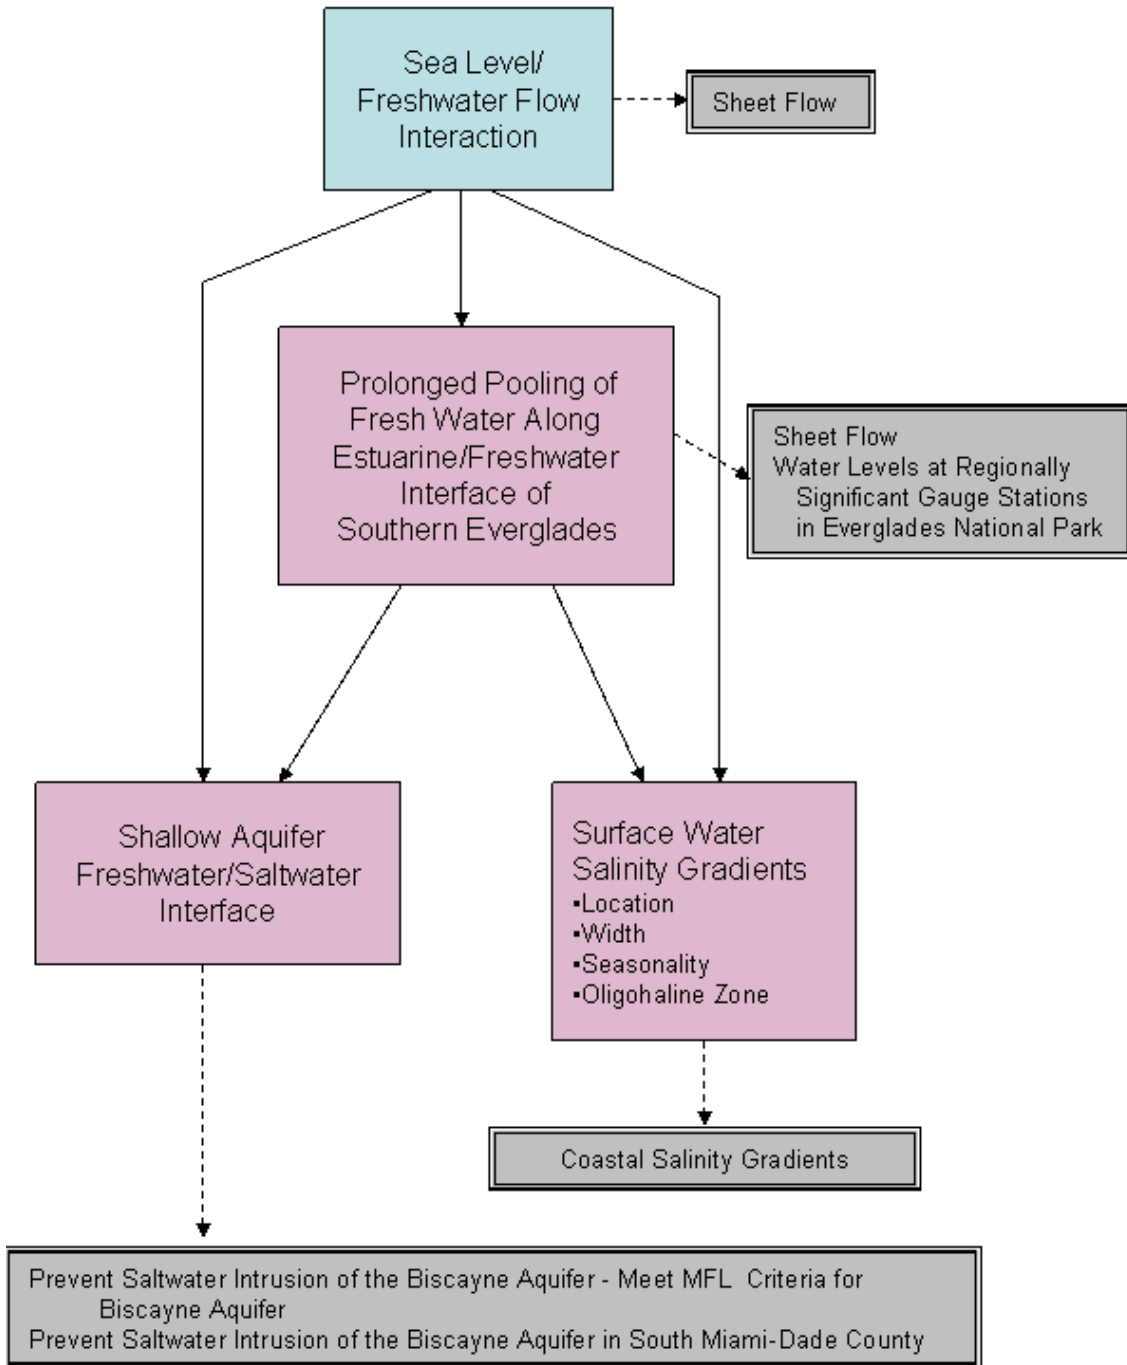 Sea Level/
Freshwater Flow
Interaction
Sheet Flow
Prolonged Pooling of
Fresh Water Along
Estuarine/Freshwater
Interface of
Southern Everglades
Sheet Flow
Water Levels at Regionally
Significant Gauge Stations
in Everglades National Park
Shallow Aquifer
Freshwater/Saltwater
Interface
Surface Water
Salinity Gradients
▪Location
▪Width
▪Seasonality
▪Oligohaline Zone
Coastal Salinity Gradients
Prevent Saltwater Intrusion of the Biscayne Aquifer - Meet MFL Criteria for
Biscayne Aquifer
Prevent Saltwater Intrusion of the Biscayne Aquifer in South Miami-Dade County